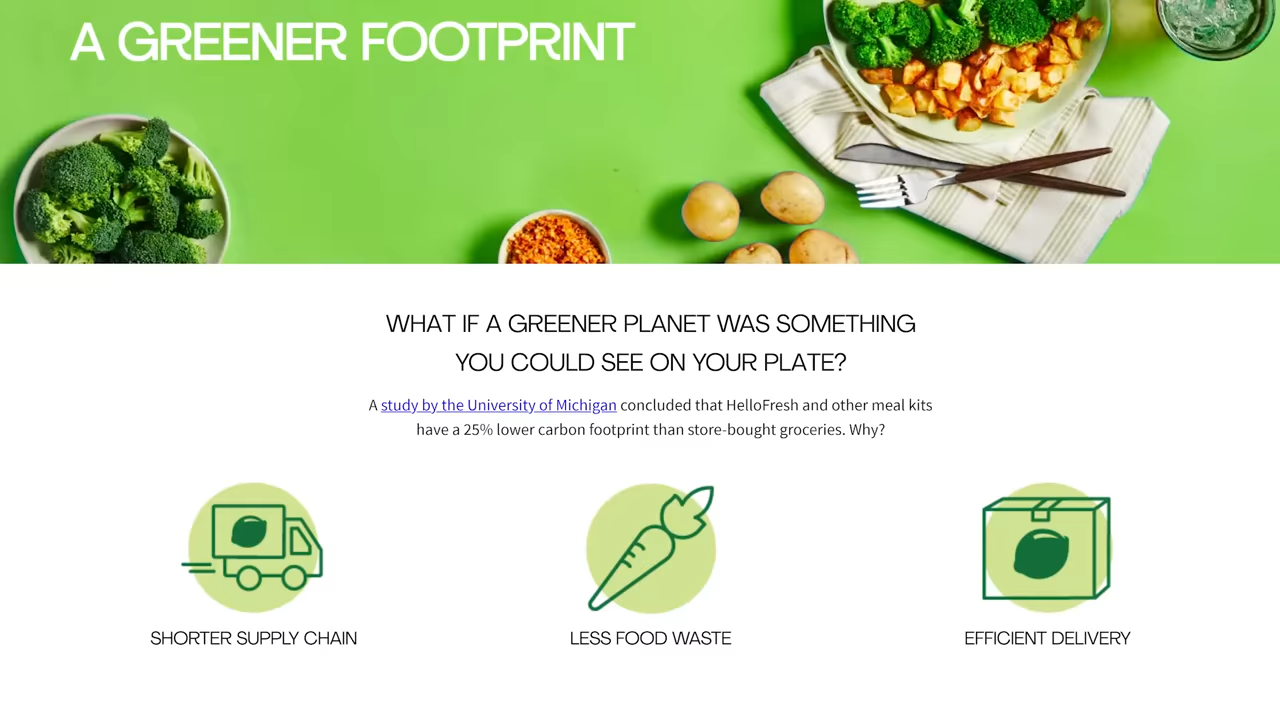 A GREENER FOOTPRINT
WHAT IF A GREENER PLANET WAS SOMETHING
YOU COULD SEE ON YOUR PLATE?
A study by the University of Michigan concluded that HelloFresh and other meal kits
have a 25% lower carbon footprint than store-bought groceries. Why?
SHORTER SUPPLY CHAIN
LESS FOOD WASTE
EFFICIENT DELIVERY